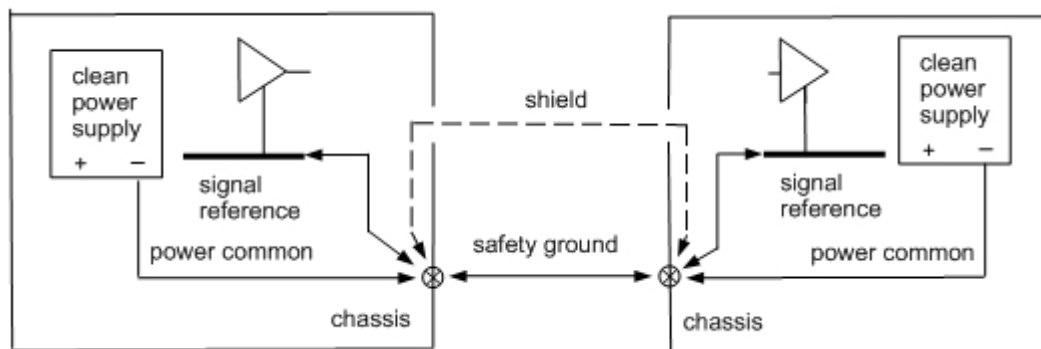 clean
power
supply
+ −
signal
reference
power common
chassis
shield
safety ground
clean
power
supply
+ −
signal
reference
power common
chassis